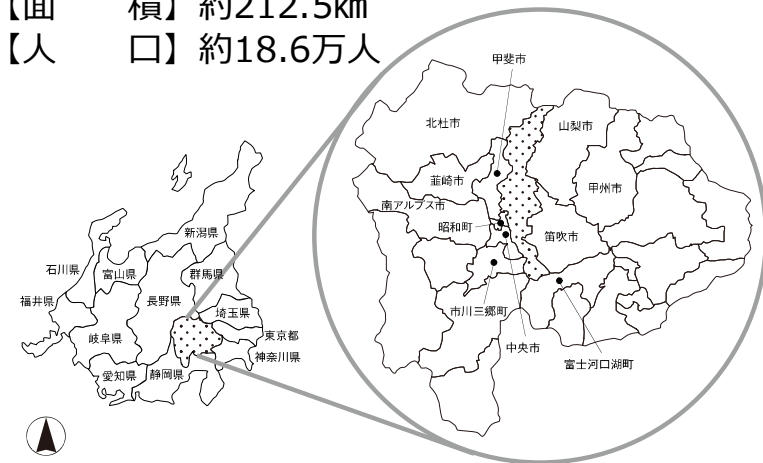 【面　　積】約212.5㎢
【人　　口】約18.6万人
甲斐市
北杜市
山梨市
韮崎市
甲州市
南アルプス市
昭和町
笛吹市
市川三郷町
中央市
富士河口湖町
新潟県
石川県
富山県
群馬県
福井県
長野県
埼玉県
岐阜県
東京都
神奈川県
愛知県
静岡県